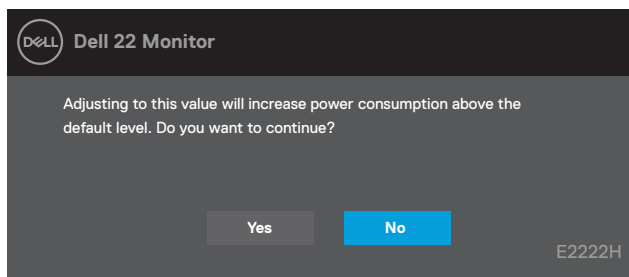 DELL Dell 22 Monitor
Adjusting to this value will increase power consumption above the
default level. Do you want to continue?
Yes No
E2222H